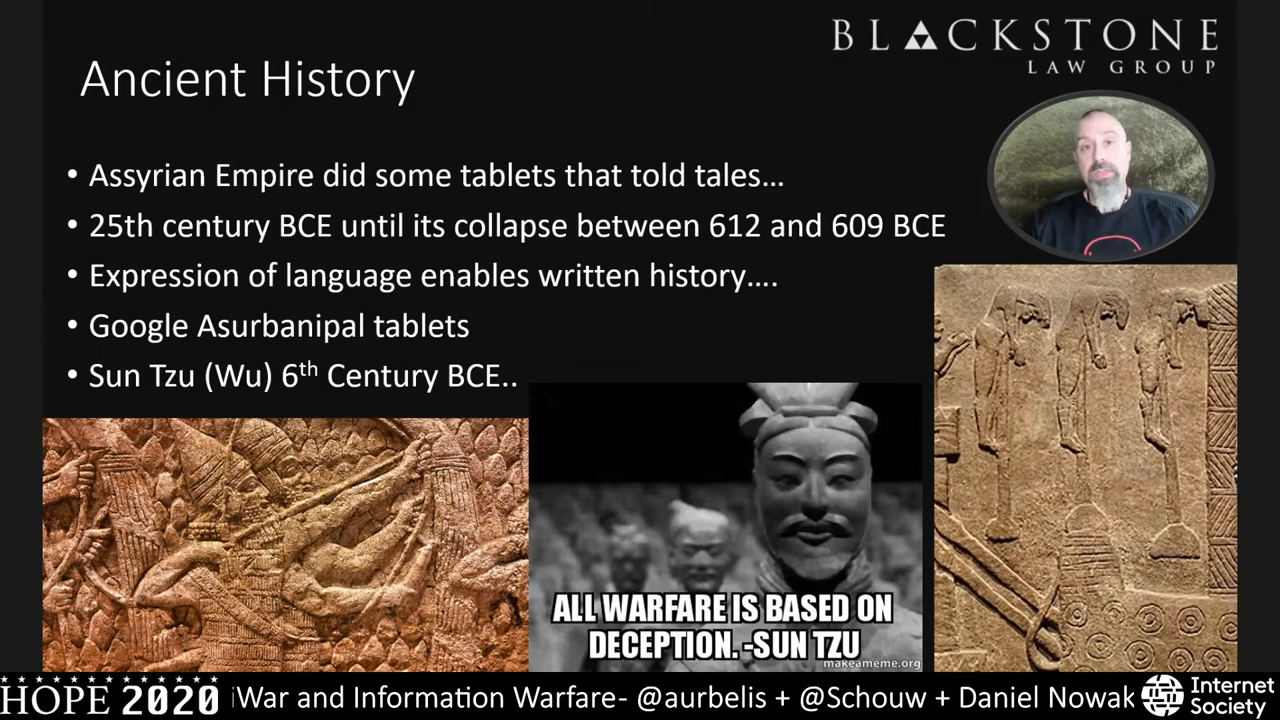 BLACKSTONE
LAW GROUP
Ancient History
• Assyrian Empire did some tablets that told tales…
• 25th century BCE until its collapse between 612 and 609 BCE
• Expression of language enables written history….
• Google Asurbanipal tablets
• Sun Tzu (Wu) 6th Century BCE..
ALL WARFARE IS BASED ON
DECEPTION. -SUN TZU
makeameme.org
HOPE 2020 iWar and Information Warfare- @aurbelis + @Schouw + Daniel Nowak
Internet
Society